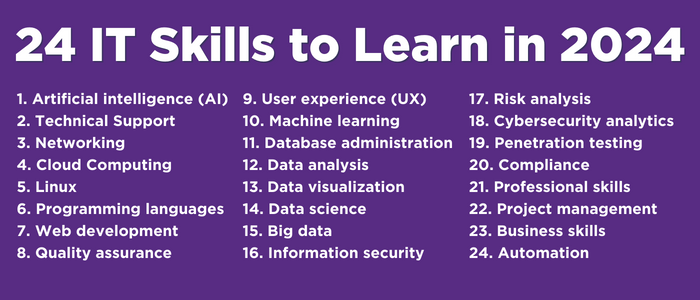 24 IT Skills to Learn in 2024
1. Artificial intelligence (AI)
2. Technical Support
3. Networking
4. Cloud Computing
5. Linux
6. Programming languages
7. Web development
8. Quality assurance
9. User experience (UX)
10. Machine learning
11. Database administration
12. Data analysis
13. Data visualization
14. Data science
15. Big data
16. Information security
17. Risk analysis
18. Cybersecurity analytics
19. Penetration testing
20. Compliance
21. Professional skills
22. Project management
23. Business skills
24. Automation